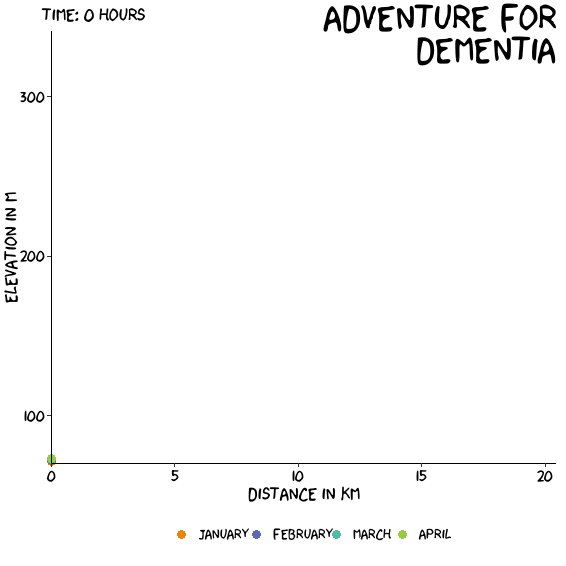 TIME: 0 HOURS
ADVENTURE FOR
DEMENTIA
300
200
100
ELEVATION IN M
0 5 10 15 20
DISTANCE IN KM
JANUARY FEBRUARY MARCH APRIL